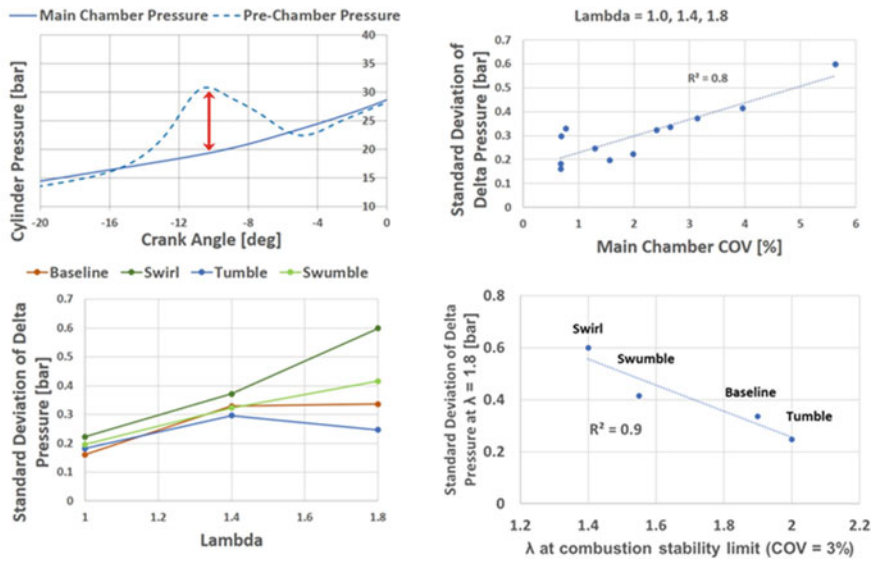 Main Chamber Pressure
Pre-Chamber Pressure
Cylinder Pressure [bar]
40
35
30
25
20
15
10
-20
-16
-12
-8
-4
0
Crank Angle [deg]
Lambda = 1.0, 1.4, 1.8
Standard Deviation of
Delta Pressure [bar]
0.7
0.6
0.5
0.4
0.3
0.2
0.1
0
R² = 0.8
0
1
2
3
4
5
6
Main Chamber COV [%]
Baseline
Swirl
Tumble
Swumble
Standard Deviation of Delta
Pressure [bar]
0.7
0.6
0.5
0.4
0.3
0.2
0.1
0
1
1.2
1.4
1.6
1.8
Lambda
Standard Deviation of Delta
Pressure at λ = 1.8 [bar]
0.8
0.6
0.4
0.2
0
Swirl
Swumble
Baseline
Tumble
R² = 0.9
1.2
1.4
1.6
1.8
2
2.2
λ at combustion stability limit (COV = 3%)